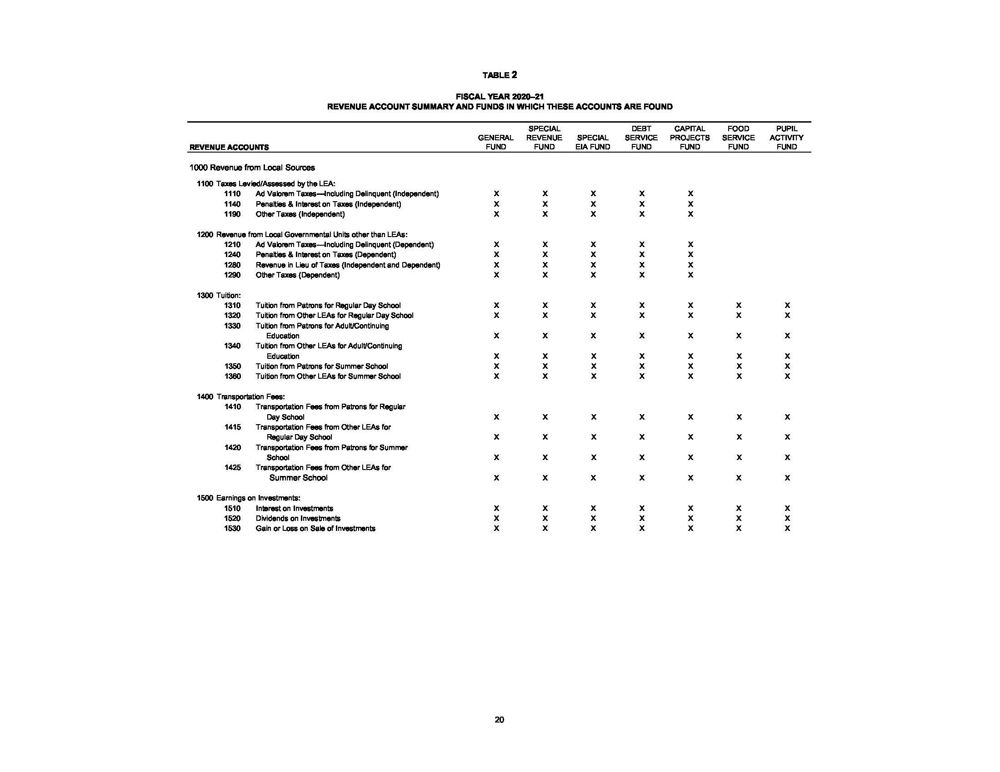 TABLE 2
FISCAL YEAR 2020–21
REVENUE ACCOUNT SUMMARY AND FUNDS IN WHICH THESE ACCOUNTS ARE FOUND
SPECIAL DEBT CAPITAL FOOD PUPIL
GENERAL REVENUE SPECIAL SERVICE PROJECTS SERVICE ACTIVITY
REVENUE ACCOUNTS FUND FUND EIA FUND FUND FUND FUND FUND
1000 Revenue from Local Sources
1100 Taxes Levied/Assessed by the LEA:
1110 Ad Valorem Taxes—Including Delinquent (Independent) X X X X X
1140 Penalties & Interest on Taxes (Independent) X X X X X
1190 Other Taxes (Independent) X X X X X
1200 Revenue from Local Governmental Units other than LEAs:
1210 Ad Valorem Taxes—Including Delinquent (Dependent) X X X X X
1240 Penalties & Interest on Taxes (Dependent) X X X X X
1280 Revenue in Lieu of Taxes (Independent and Dependent) X X X X X
1290 Other Taxes (Dependent) X X X X X
1300 Tuition:
1310 Tuition from Patrons for Regular Day School X X X X X X X
1320 Tuition from Other LEAs for Regular Day School X X X X X X X
1330 Tuition from Patrons for Adult/Continuing
Education X X X X X X X
1340 Tuition from Other LEAs for Adult/Continuing
Education X X X X X X X
1350 Tuition from Patrons for Summer School X X X X X X X
1360 Tuition from Other LEAs for Summer School X X X X X X X
1400 Transportation Fees:
1410 Transportation Fees from Patrons for Regular
Day School X X X X X X X
1415 Transportation Fees from Other LEAs for
Regular Day School X X X X X X X
1420 Transportation Fees from Patrons for Summer
School X X X X X X X
1425 Transportation Fees from Other LEAs for
Summer School X X X X X X X
1500 Earnings on Investments:
1510 Interest on Investments X X X X X X X
1520 Dividends on Investments X X X X X X X
1530 Gain or Loss on Sale of Investments X X X X X X X
20